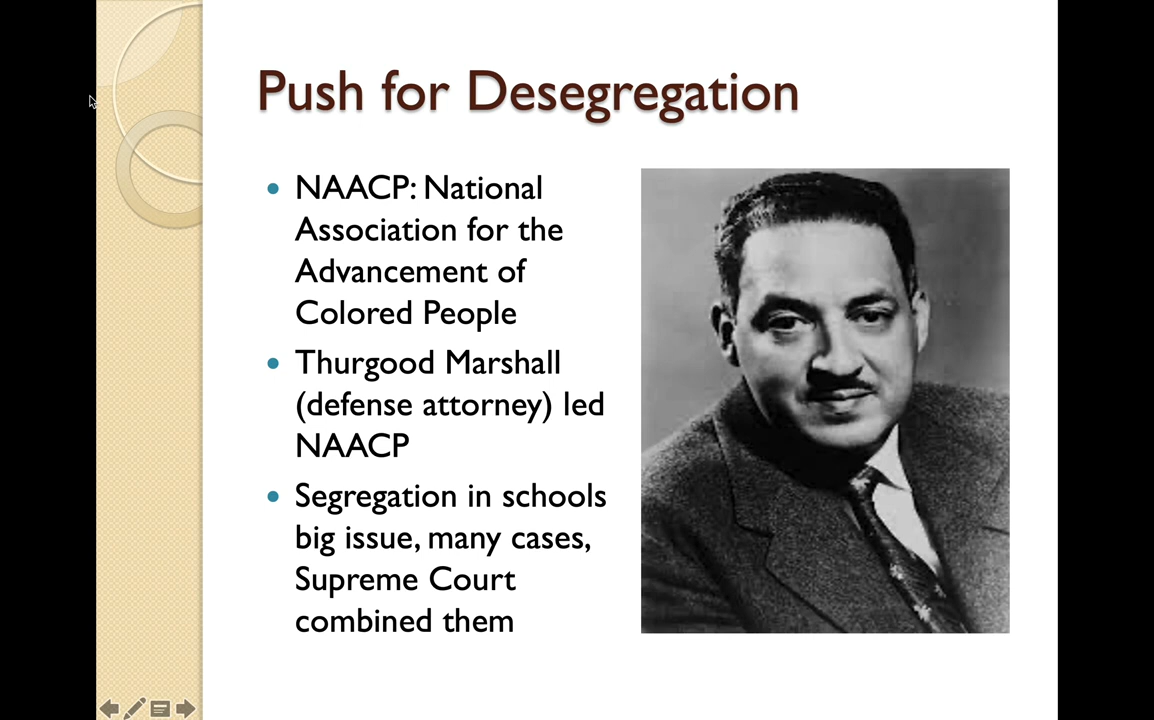 Push for Desegregation
NAACP: National
Association for the
Advancement of
Colored People
Thurgood Marshall
(defense attorney) led
NAACP
Segregation in schools
big issue, many cases,
Supreme Court
combined them